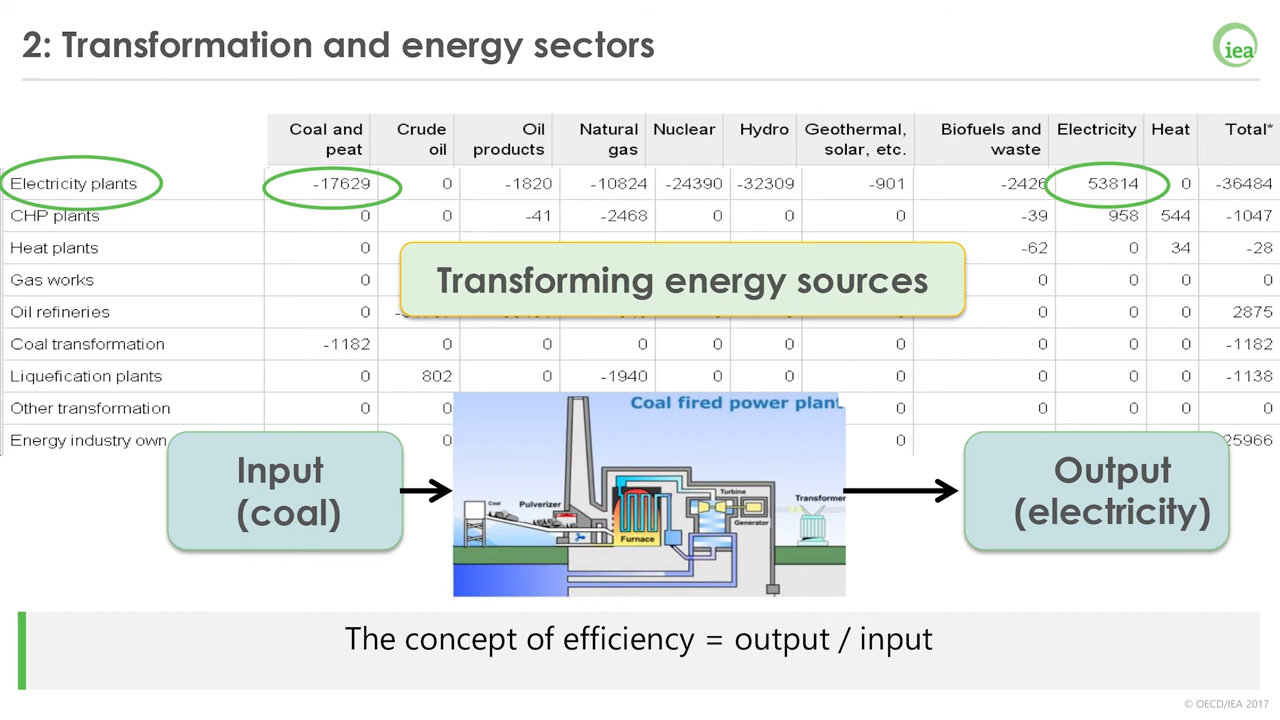 2: Transformation and energy sectors
iea
Coal and peat Crude oil Oil products Natural gas Nuclear Hydro Geothermal, solar, etc. Biofuels and waste Electricity Heat Total*
Electricity plants -17629 0 -1820 -10824 -24390 -32309 -901 -2426 53814 0 -36484
CHP plants 0 0 -41 -2468 0 0 0 -39 958 544 -1047
Heat plants 0 -62 0 34 -28
Gas works 0 0 0 0 0
Oil refineries 0 0 0 0 2875
Coal transformation -1182 0 0 0 0 0 0 0 0 0 -1182
Liquefication plants 0 802 0 -1940 0 0 0 0 0 0 -1138
Other transformation 0 0 0 0 0 0 0
Energy industry own 0 0 25966
Transforming energy sources
Coal fired power plant
Input
(coal)
Coal
Pulverizer
Furnace
Turbine
Generator
Transformer
Output
(electricity)
The concept of efficiency = output / input
© OECD/IEA 2017